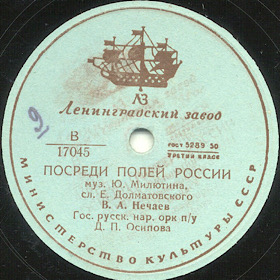 ЛЗ
Ленинградский завод
В
17045
ГОСТ 5289 50
ТРЕТИЙ КЛАСС
16
ПОСРЕДИ ПОЛЕЙ РОССИИ
муз. Ю. Милютина,
сл. Е. Долматовского
В. А. Нечаев
Гос. русск. нар. орк п/у
Д. П. Осипова
МИНИСТЕРСТВО КУЛЬТУРЫ СССР